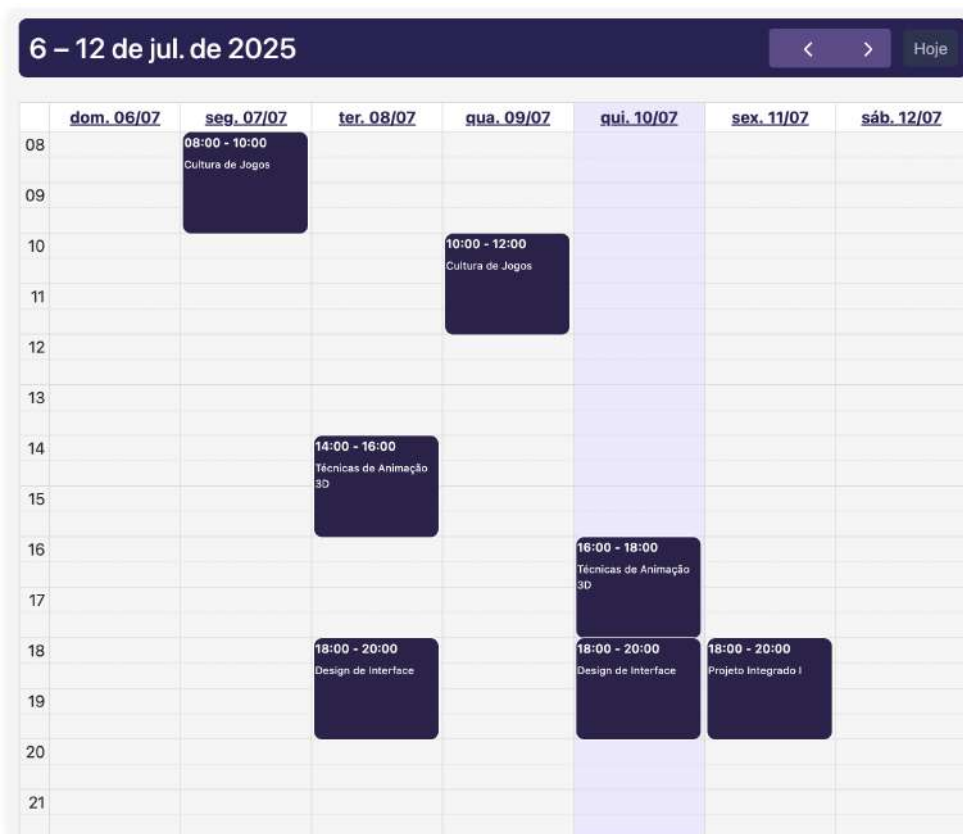 6 – 12 de jul. de 2025
Hoje
dom. 06/07
seg. 07/07
ter. 08/07
qua. 09/07
qui. 10/07
sex. 11/07
sáb. 12/07
08
08:00 - 10:00
Cultura de Jogos
09
10
10:00 - 12:00
Cultura de Jogos
11
12
13
14
14:00 - 16:00
Técnicas de Animação
3D
15
16
16:00 - 18:00
Técnicas de Animação
3D
17
18
18:00 - 20:00
Design de Interface
18:00 - 20:00
Design de Interface
18:00 - 20:00
Projeto Integrado I
19
20
21